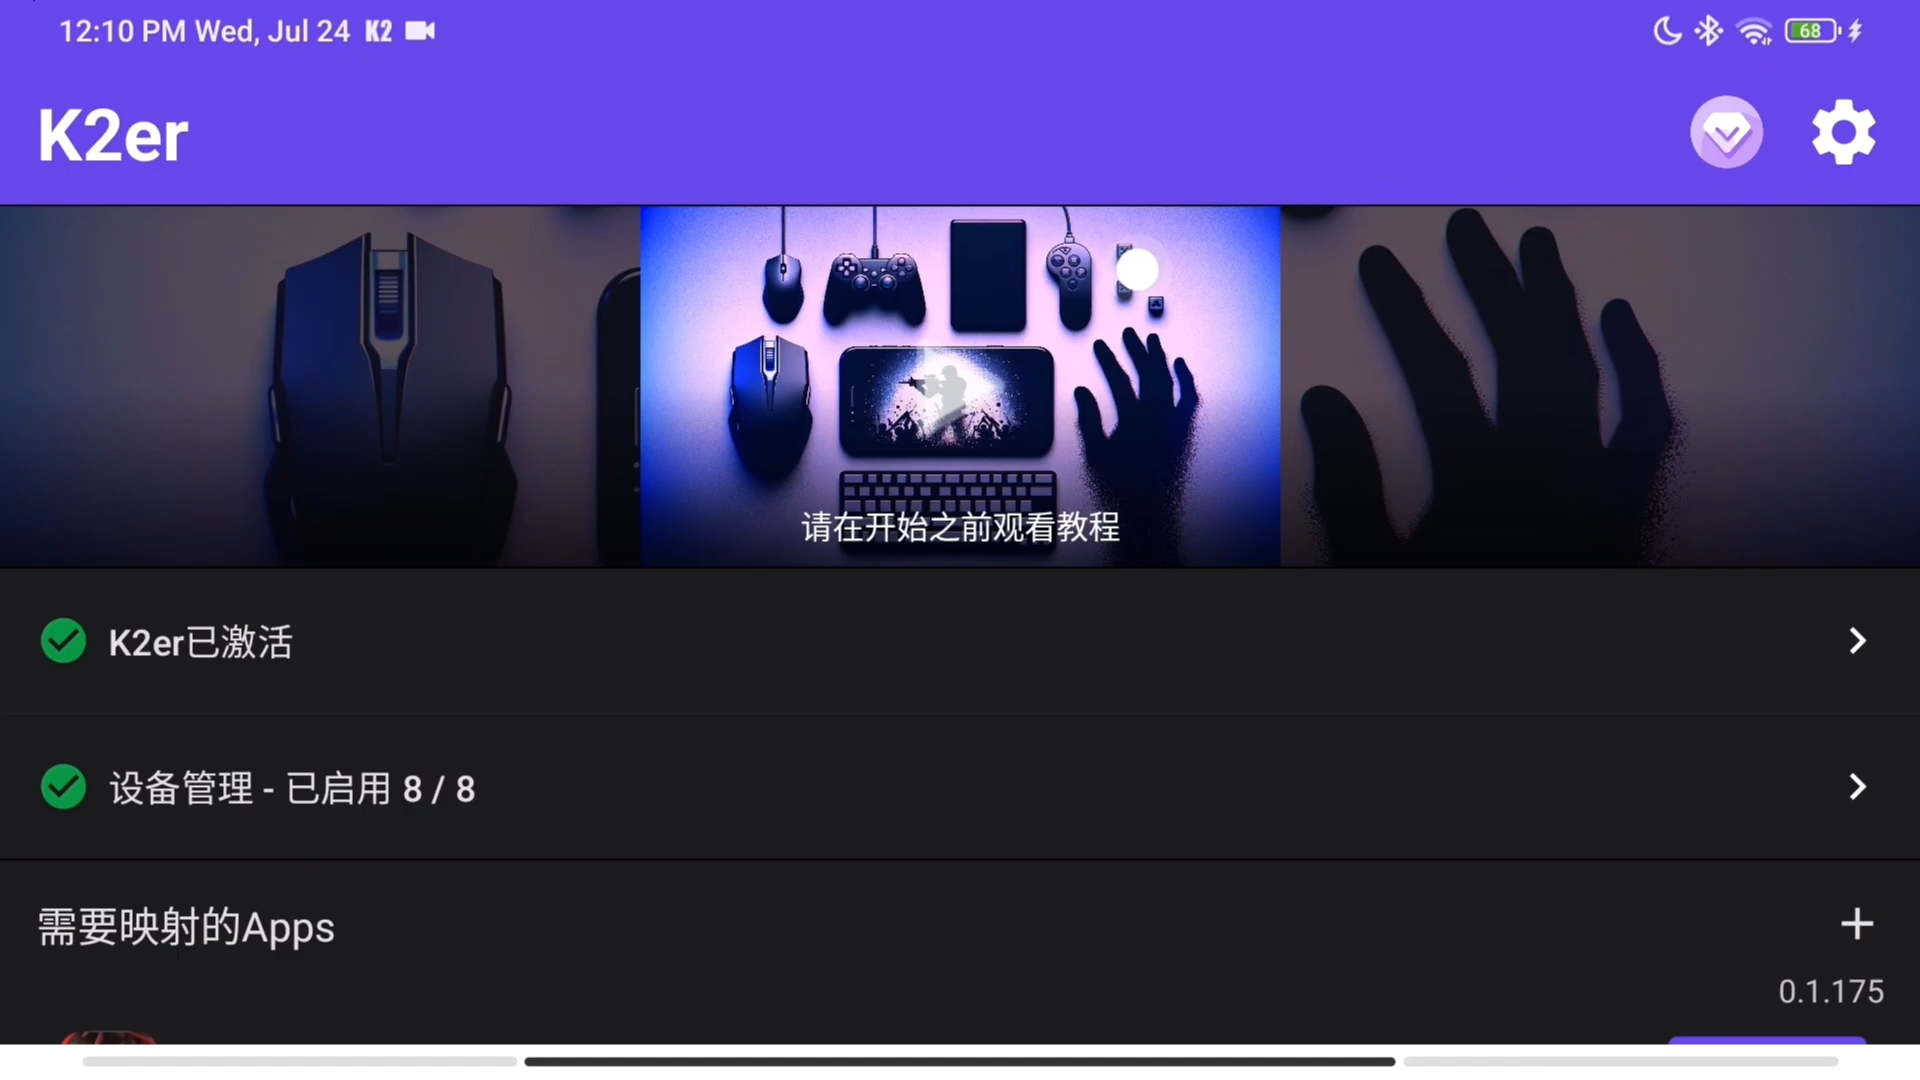 12:10 PM Wed, Jul 24 K2 68
K2er
请在开始之前观看教程
K2er已激活
设备管理 - 已启用 8 / 8
需要映射的Apps
0.1.175